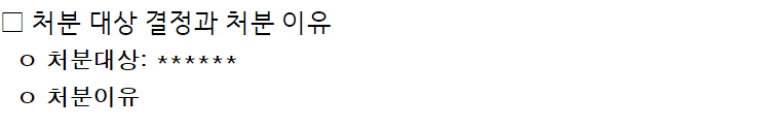 □ 처분 대상 결정과 처분 이유
ㅇ 처분대상: ******
ㅇ 처분이유